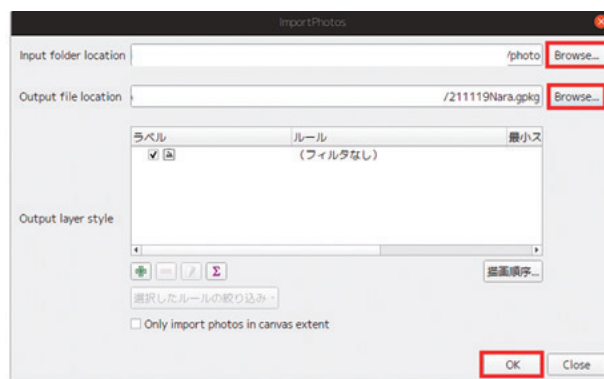 ImportPhotos
Input folder location /photo Browse...
Output file location /211119Nara.gpkg Browse...
ラベル ルール 最小ス
(フィルタなし)
Output layer style
Σ 描画順序...
選択したルールの絞り込み
Only import photos in canvas extent
OK Close